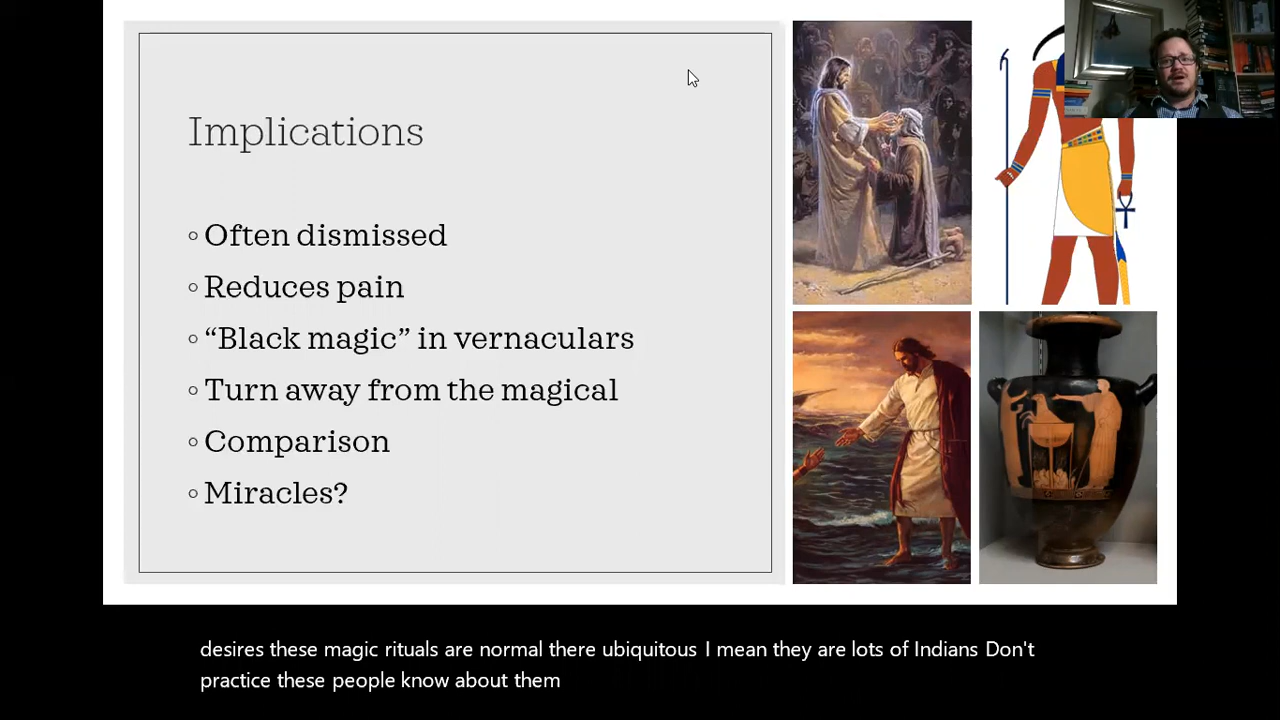 Implications
Often dismissed
Reduces pain
“Black magic” in vernaculars
Turn away from the magical
Comparison
Miracles?
desires these magic rituals are normal there ubiquitous I mean they are lots of Indians Don't
practice these people know about them